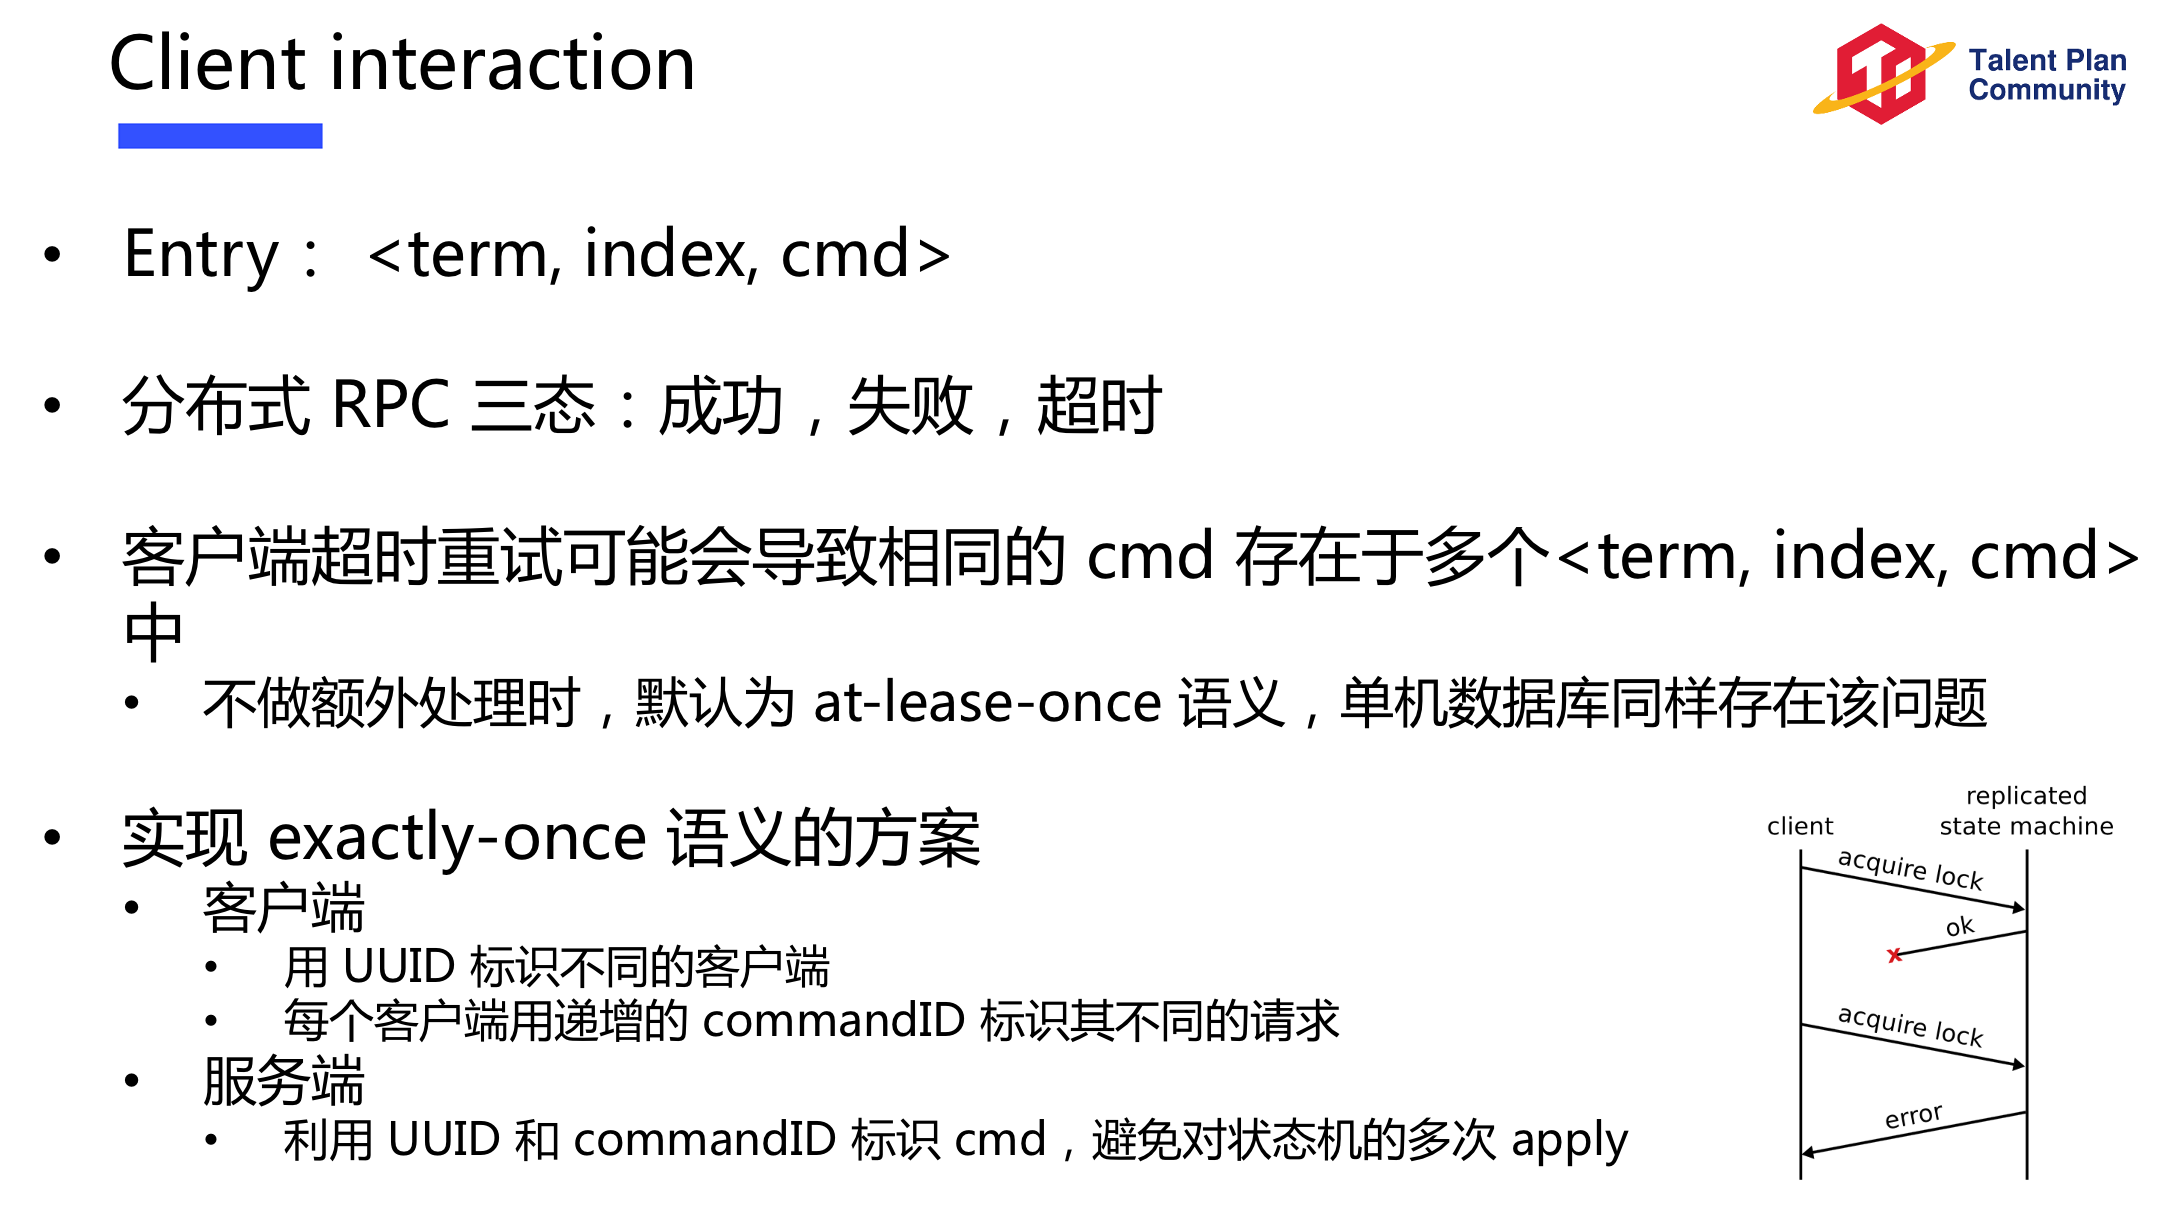 Client interaction
Talent Plan
Community
• Entry： <term, index, cmd>
• 分布式 RPC 三态：成功，失败，超时
• 客户端超时重试可能会导致相同的 cmd 存在于多个<term, index, cmd>
中
• 不做额外处理时，默认为 at-lease-once 语义，单机数据库同样存在该问题
• 实现 exactly-once 语义的方案
• 客户端
• 用 UUID 标识不同的客户端
• 每个客户端用递增的 commandID 标识其不同的请求
• 服务端
• 利用 UUID 和 commandID 标识 cmd，避免对状态机的多次 apply
client
replicated
state machine
acquire lock
ok
x
acquire lock
error